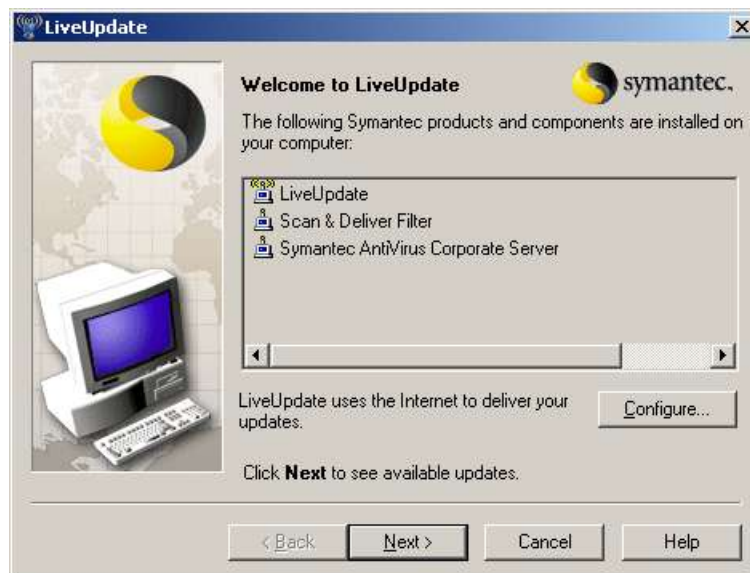 LiveUpdate
Welcome to LiveUpdate
symantec.
The following Symantec products and components are installed on
your computer:
LiveUpdate
Scan & Deliver Filter
Symantec AntiVirus Corporate Server
LiveUpdate uses the Internet to deliver your
updates.
Configure...
Click Next to see available updates.
< Back
Next >
Cancel
Help